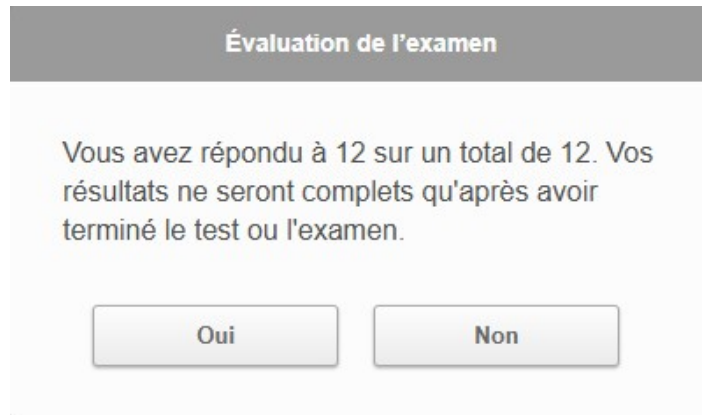 Évaluation de l’examen
Vous avez répondu à 12 sur un total de 12. Vos
résultats ne seront complets qu'après avoir
terminé le test ou l'examen.
Oui
Non